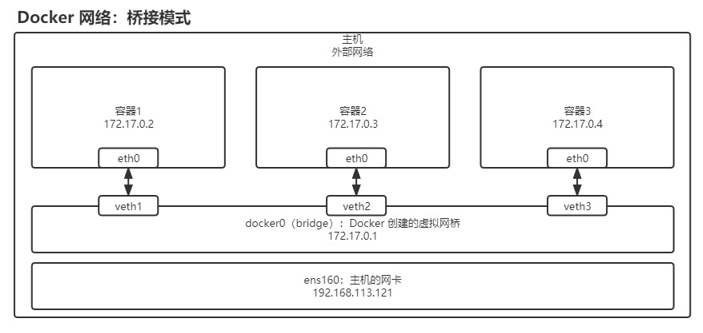 Docker 网络：桥接模式
主机
外部网络
容器1
172.17.0.2
容器2
172.17.0.3
容器3
172.17.0.4
eth0
eth0
eth0
veth1
veth2
veth3
docker0（bridge）：Docker 创建的虚拟网桥
172.17.0.1
ens160：主机的网卡
192.168.113.121